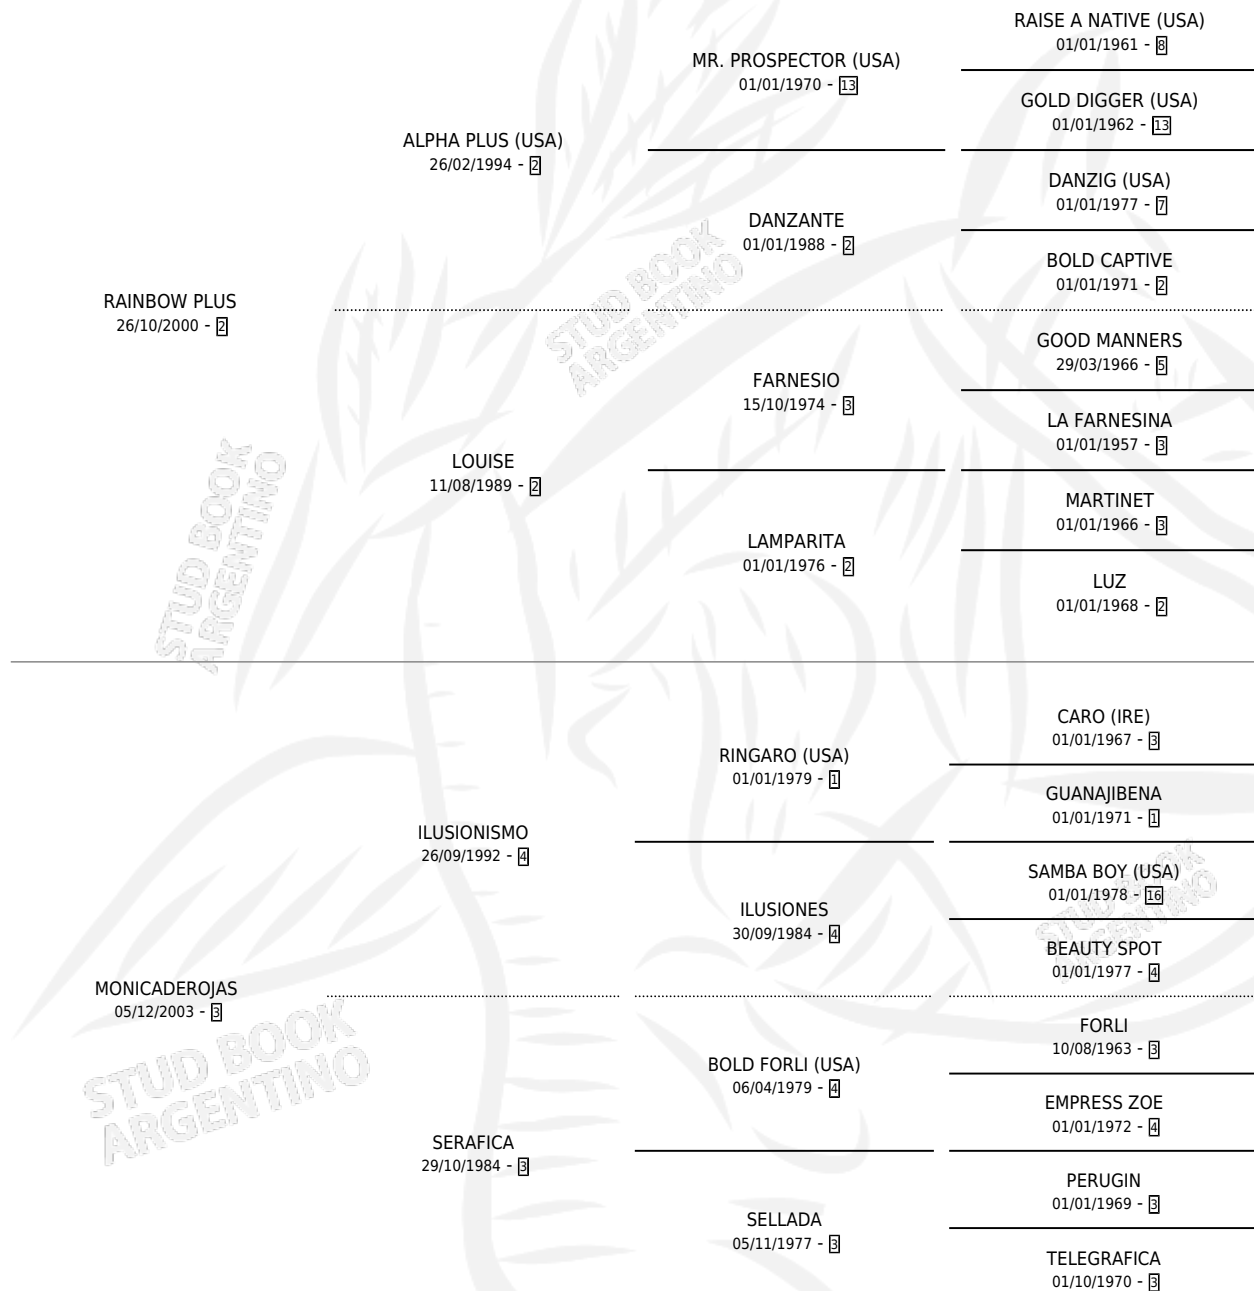 RAISE A NATIVE (USA)
01/01/1961 - 8
MR. PROSPECTOR (USA)
01/01/1970 - 13
GOLD DIGGER (USA)
01/01/1962 - 13
ALPHA PLUS (USA)
26/02/1994 - 2
DANZIG (USA)
01/01/1977 - 7
DANZANTE
01/01/1988 - 2
BOLD CAPTIVE
01/01/1971 - 2
RAINBOW PLUS
26/10/2000 - 2
GOOD MANNERS
29/03/1966 - 5
FARNESIO
15/10/1974 - 3
LA FARNESINA
01/01/1957 - 3
LOUISE
11/08/1989 - 2
MARTINET
01/01/1966 - 3
LAMPARITA
01/01/1976 - 2
LUZ
01/01/1968 - 2
STUD BOOK
ARGENTINO
STUD BOOK
ARGENTINO
CARO (IRE)
01/01/1967 - 3
RINGARO (USA)
01/01/1979 - 1
GUANAJIBENA
01/01/1971 - 1
ILUSIONISMO
26/09/1992 - 4
SAMBA BOY (USA)
01/01/1978 - 16
ILUSIONES
30/09/1984 - 4
BEAUTY SPOT
01/01/1977 - 4
MONICADEROJAS
05/12/2003 - 3
FORLI
10/08/1963 - 3
BOLD FORLI (USA)
06/04/1979 - 4
EMPRESS ZOE
01/01/1972 - 4
SERAFICA
29/10/1984 - 3
PERUGIN
01/01/1969 - 3
SELLADA
05/11/1977 - 3
TELEGRAFICA
01/10/1970 - 3
STUD BOOK
ARGENTINO
STUD BOOK
ARGENTINO